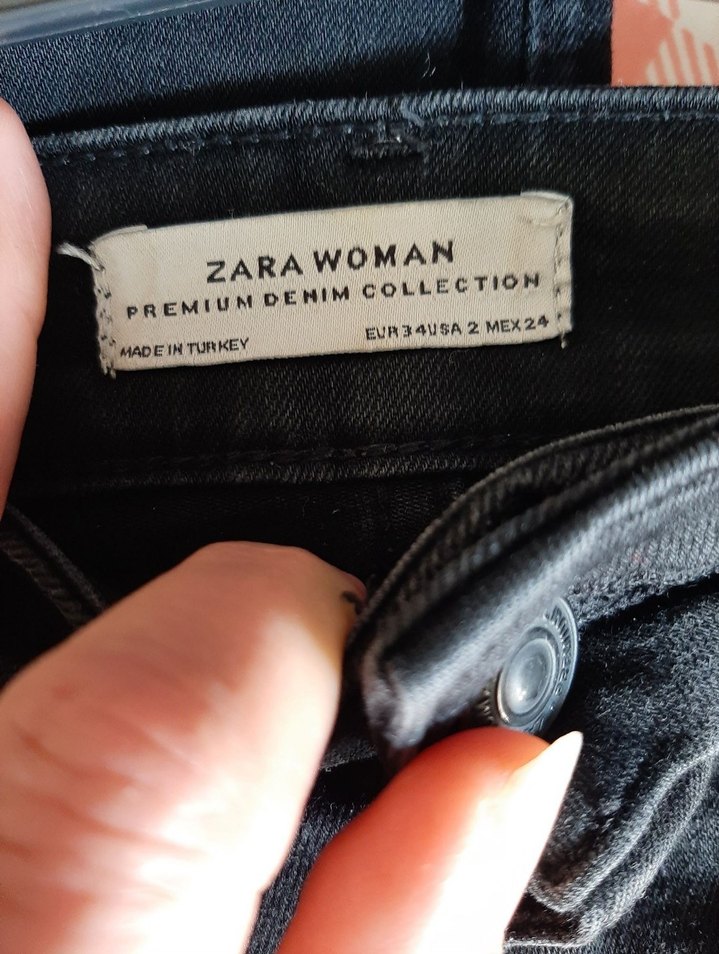 ZARA WOMAN
PREMIUM DENIM COLLECTION
MADE IN TURKEY EUR 34 USA 2 MEX 24